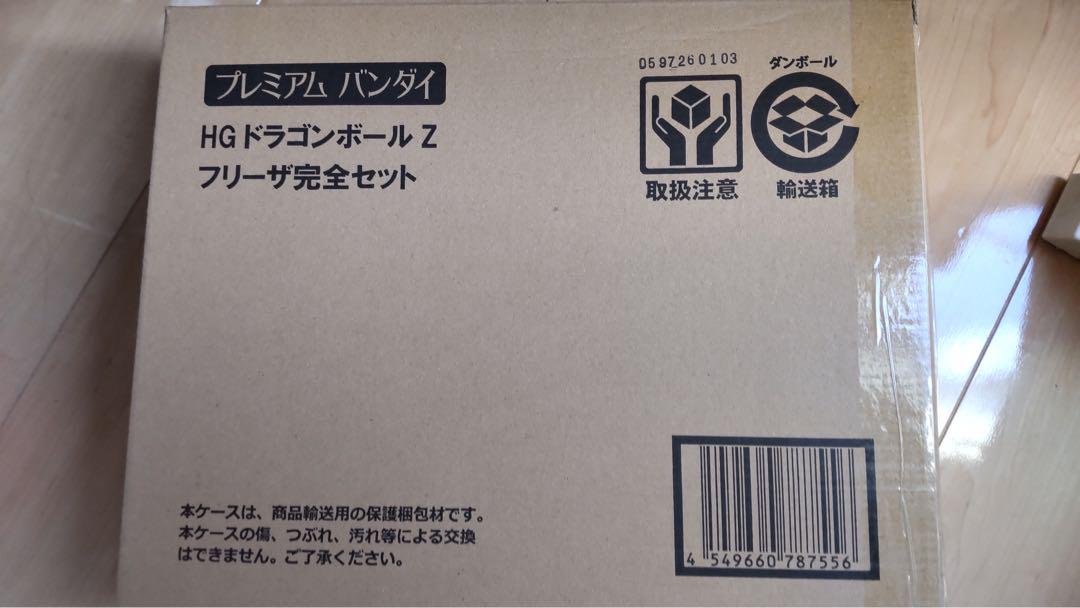 プレミアム バンダイ
HG ドラゴンボール Z
フリーザ完全セット
0597260103
ダンボール
取扱注意
輸送箱
本ケースは、商品輸送用の保護梱包材です。
本ケースの傷、つぶれ、汚れ等による交換
はできません。ご了承ください。
4 549660 787556